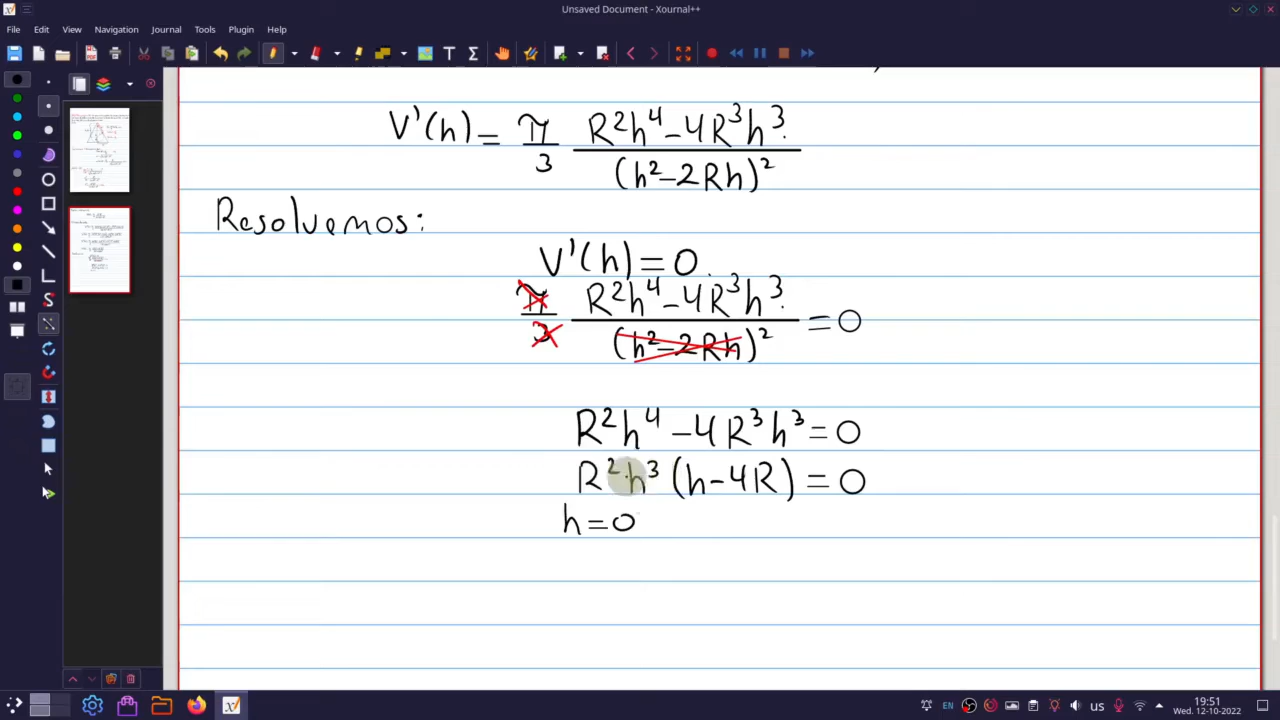 Unsaved Document - Xournal++
File Edit View Navigation Journal Tools Plugin Help
V'(h) = π/3 (R²h⁴ - 4R³h³)/(h² - 2Rh)²
Resolvemos:
V'(h) = 0.
π/3 (R²h⁴ - 4R³h³)/(h² - 2Rh)² = 0
R²h⁴ - 4R³h³ = 0
R²h³ (h - 4R) = 0
h = 0
EN us 19:51
Wed. 12-10-2022